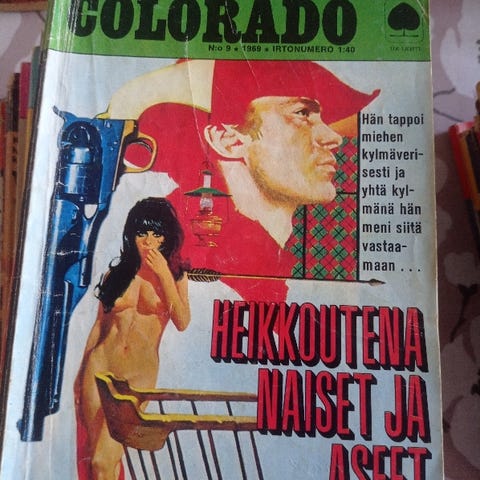 COLORADO
N:o 9 • 1969 • IRTONUMERO 1:40
Hän tappoi
miehen
kylmäveri-
sesti ja
yhtä kyl-
mänä hän
meni siitä
vastaa-
maan ...
HEIKKOUTENA
NAISET JA
ASEET